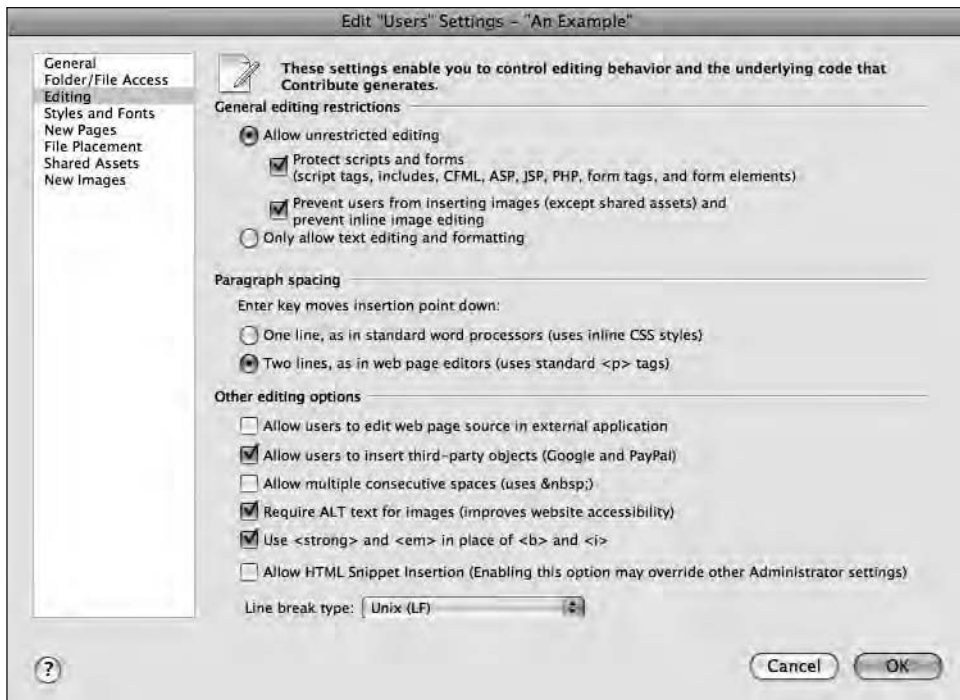 Edit "Users" Settings – "An Example"
General
Folder/File Access
Editing
Styles and Fonts
New Pages
File Placement
Shared Assets
New Images
These settings enable you to control editing behavior and the underlying code that
Contribute generates.
General editing restrictions
Allow unrestricted editing
Protect scripts and forms
(script tags, includes, CFML, ASP, JSP, PHP, form tags, and form elements)
Prevent users from inserting images (except shared assets) and
prevent inline image editing
Only allow text editing and formatting
Paragraph spacing
Enter key moves insertion point down:
One line, as in standard word processors (uses inline CSS styles)
Two lines, as in web page editors (uses standard <p> tags)
Other editing options
Allow users to edit web page source in external application
Allow users to insert third-party objects (Google and PayPal)
Allow multiple consecutive spaces (uses &nbsp;)
Require ALT text for images (improves website accessibility)
Use <strong> and <em> in place of <b> and <i>
Allow HTML Snippet Insertion (Enabling this option may override other Administrator settings)
Line break type: Unix (LF)
?
Cancel
OK